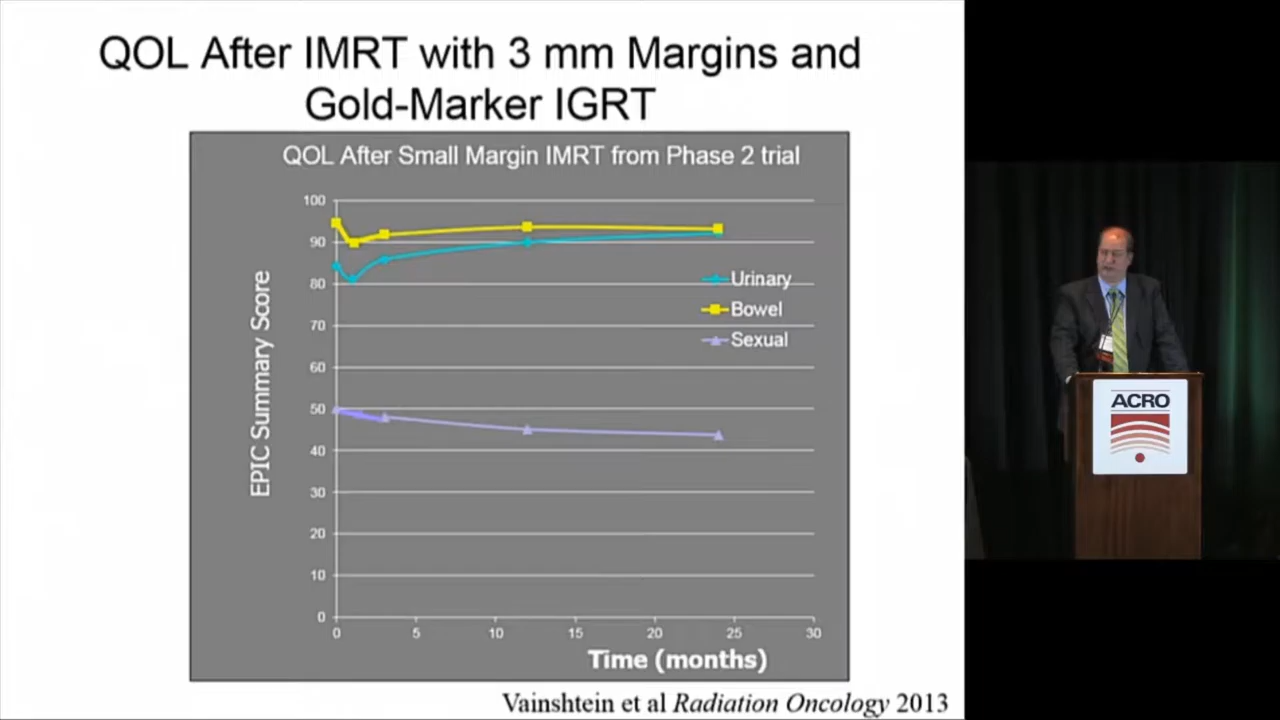 QOL After IMRT with 3 mm Margins and
Gold-Marker IGRT
QOL After Small Margin IMRT from Phase 2 trial
EPIC Summary Score
100
90
80
70
60
50
40
30
20
10
0
Urinary
Bowel
Sexual
0 5 10 15 20 25 30
Time (months)
Vainshtein et al Radiation Oncology 2013
ACRO